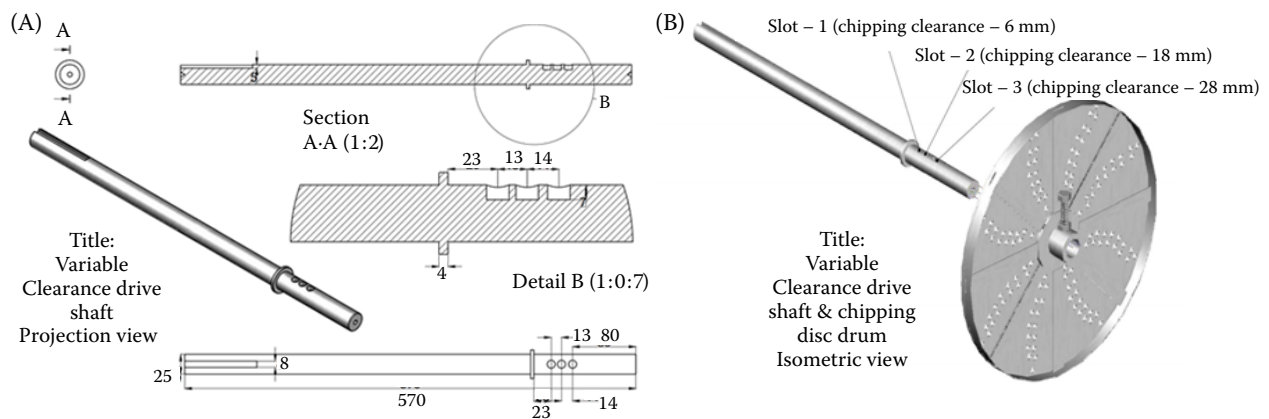 (A)
A
A
5
B
Section
A·A (1:2)
23
13
14
7
4
Detail B (1:0:7)
Title:
Variable
Clearance drive
shaft
Projection view
25
8
13
80
570
23
14
(B)
Slot – 1 (chipping clearance – 6 mm)
Slot – 2 (chipping clearance – 18 mm)
Slot – 3 (chipping clearance – 28 mm)
Title:
Variable
Clearance drive
shaft & chipping
disc drum
Isometric view